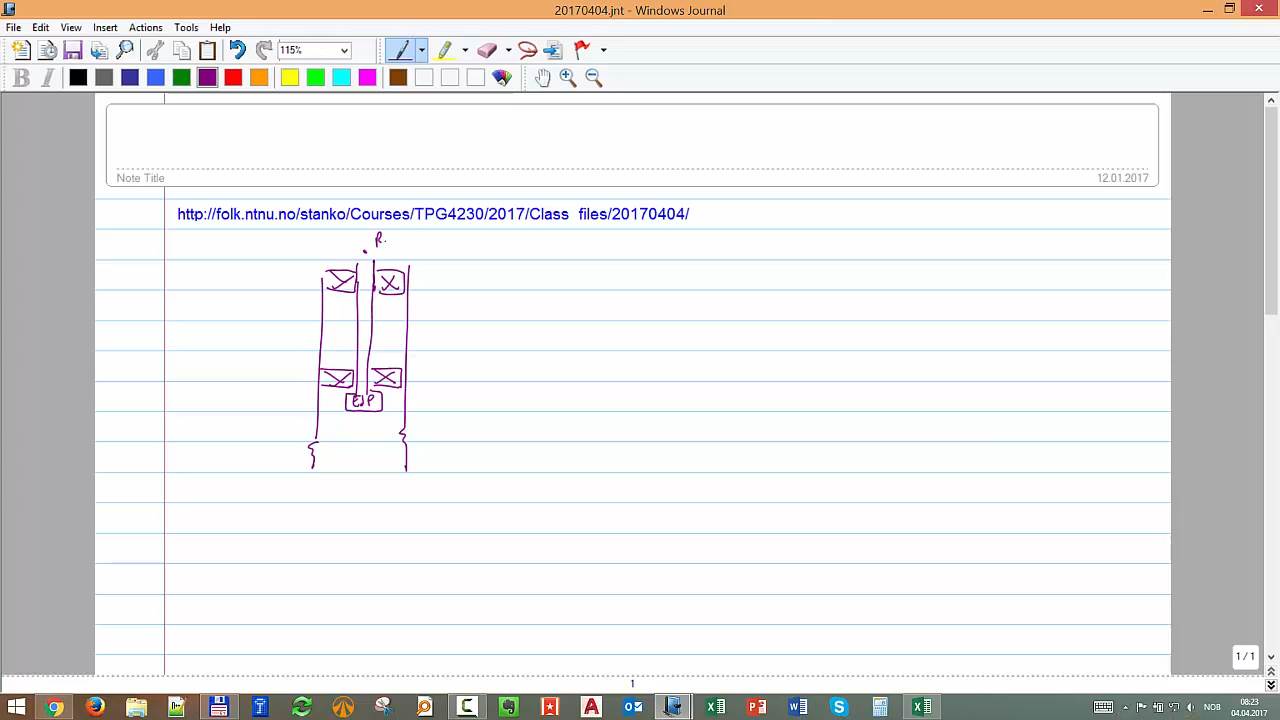 20170404.jnt - Windows Journal
File Edit View Insert Actions Tools Help
115%
B I
Note Title
12.01.2017
http://folk.ntnu.no/stanko/Courses/TPG4230/2017/Class files/20170404/
1 / 1
1
NOB
08:23
04.04.2017